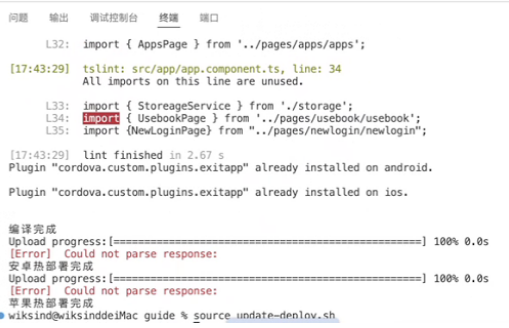 问题 输出 调试控制台 终端 端口
L32: import { AppsPage } from '../pages/apps/apps';
[17:43:29] tslint: src/app/app.component.ts, line: 34
All imports on this line are unused.
L33: import { StoreageService } from './storage';
L34: import { UsebookPage } from '../pages/usebook/usebook';
L35: import {NewLoginPage} from "../pages/newlogin/newlogin";
[17:43:29] lint finished in 2.67 s
Plugin "cordova.custom.plugins.exitapp" already installed on android.
Plugin "cordova.custom.plugins.exitapp" already installed on ios.
编译完成
Upload progress:[===============================================] 100% 0.0s
[Error] Could not parse response:
安卓热部署完成
Upload progress:[===============================================] 100% 0.0s
[Error] Could not parse response:
苹果热部署完成
wiksind@wiksinddeiMac guide % source update-deploy.sh